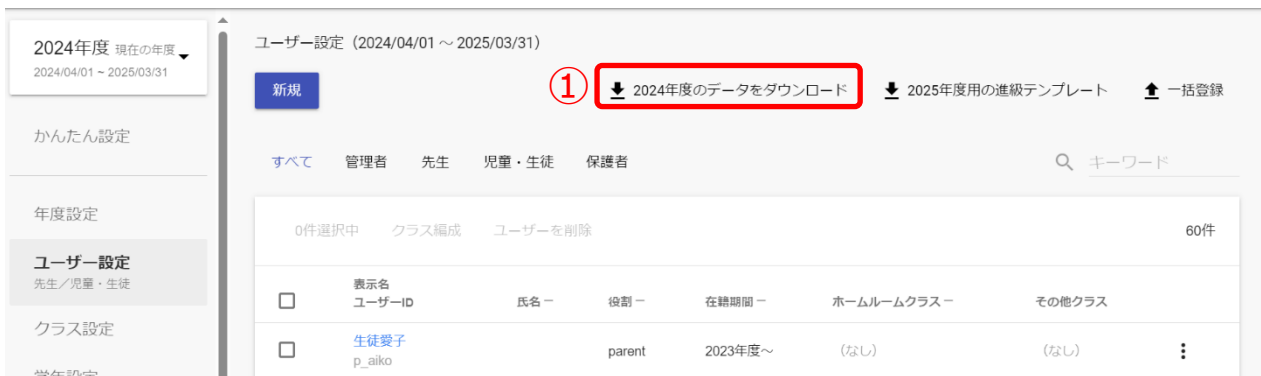 2024年度 現在の年度
2024/04/01 ~ 2025/03/31
かんたん設定
年度設定
ユーザー設定
先生／児童・生徒
クラス設定
学年設定
ユーザー設定（2024/04/01 ～ 2025/03/31）
新規
① 2024年度のデータをダウンロード 2025年度用の進級テンプレート 一括登録
すべて 管理者 先生 児童・生徒 保護者 キーワード
0件選択中 クラス編成 ユーザーを削除 60件
表示名
ユーザーID 氏名 － 役割 － 在籍期間 － ホームルームクラス － その他クラス
生徒愛子
p_aiko parent 2023年度～ （なし） （なし）